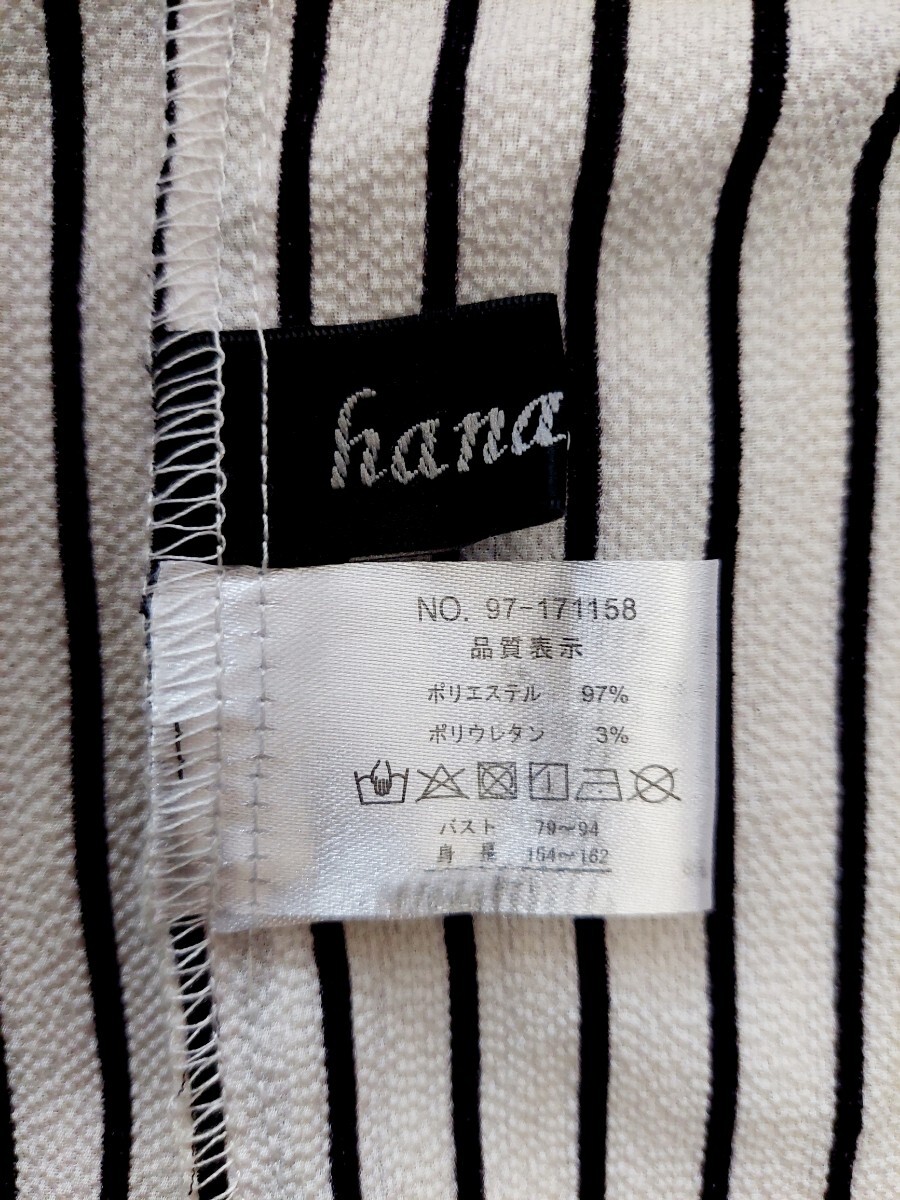 hana
NO. 97-171158
品質表示
ポリエステル 97%
ポリウレタン 3%
バスト 79～94
身長 154～162